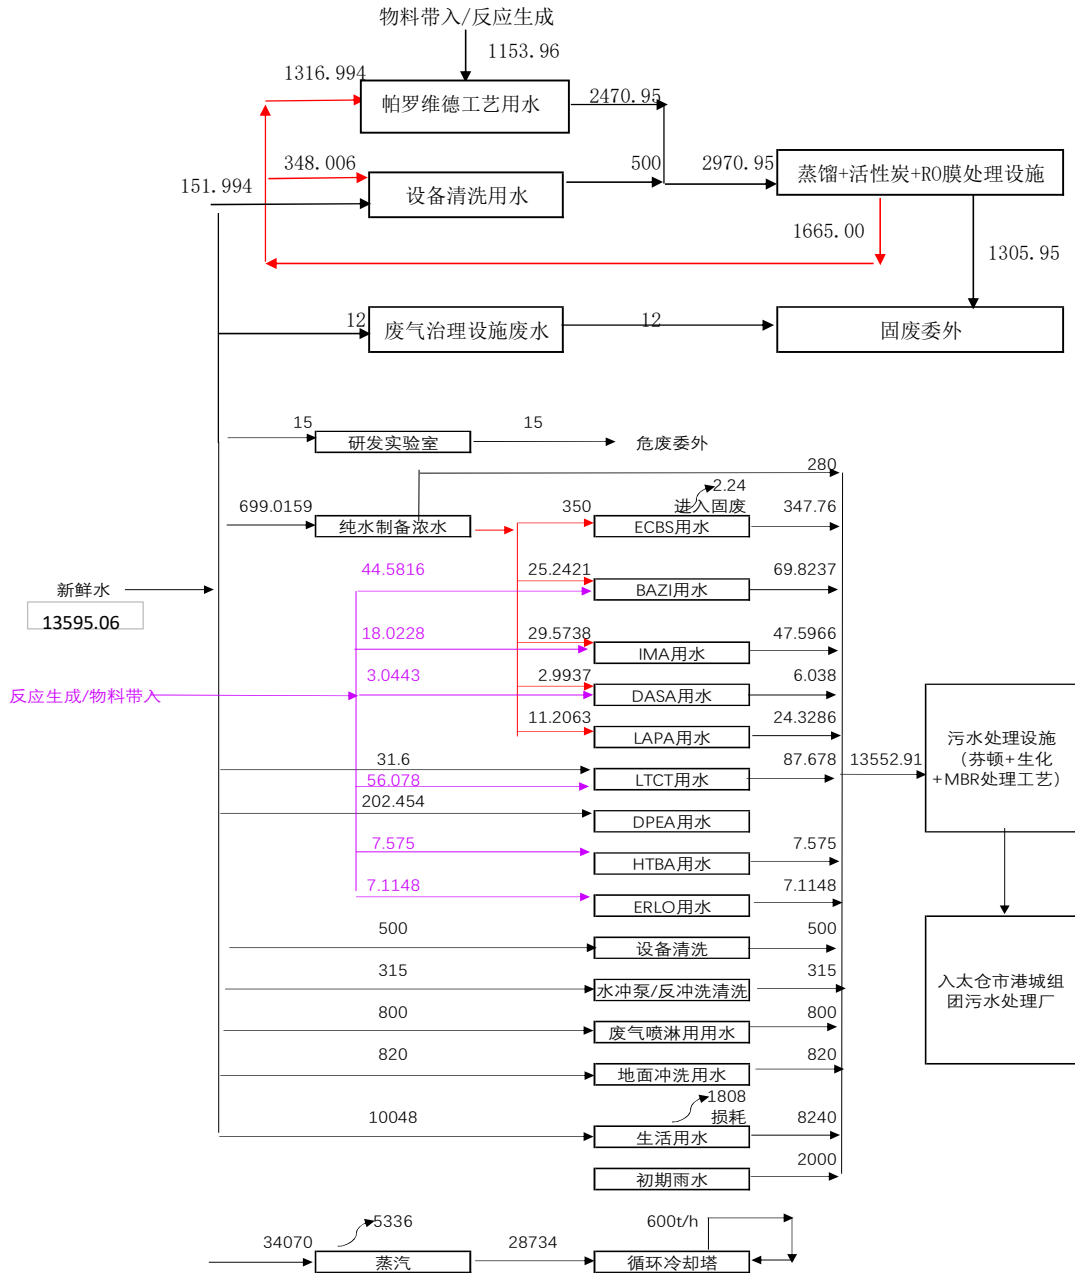 物料带入/反应生成
1153.96
1316.994
帕罗维德工艺用水
2470.95
348.006
500
2970.95
蒸馏+活性炭+RO膜处理设施
151.994
设备清洗用水
1665.00
1305.95
12
废气治理设施废水
12
固废委外
15
研发实验室
15
危废委外
280
2.24
进入固废
699.0159
纯水制备浓水
350
ECBS用水
347.76
44.5816
25.2421
BAZI用水
69.8237
新鲜水
13595.06
18.0228
29.5738
IMA用水
47.5966
反应生成/物料带入
3.0443
2.9937
DASA用水
6.038
11.2063
LAPA用水
24.3286
31.6
56.078
LTCT用水
87.678
13552.91
污水处理设施
（芬顿+生化
+MBR处理工艺）
202.454
DPEA用水
7.575
HTBA用水
7.575
7.1148
ERLO用水
7.1148
500
设备清洗
500
315
水冲泵/反冲洗清洗
315
入太仓市港城组
团污水处理厂
800
废气喷淋用用水
800
820
地面冲洗用水
820
1808
损耗
10048
生活用水
8240
初期雨水
2000
5336
600t/h
34070
蒸汽
28734
循环冷却塔